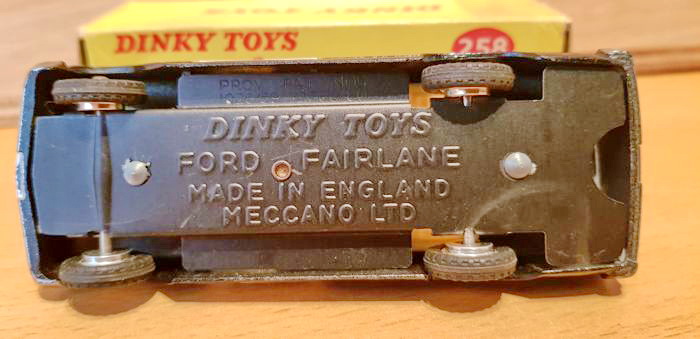 DINKY TOYS
258
DINKY TOYS
FORD FAIRLANE
MADE IN ENGLAND
MECCANO LTD